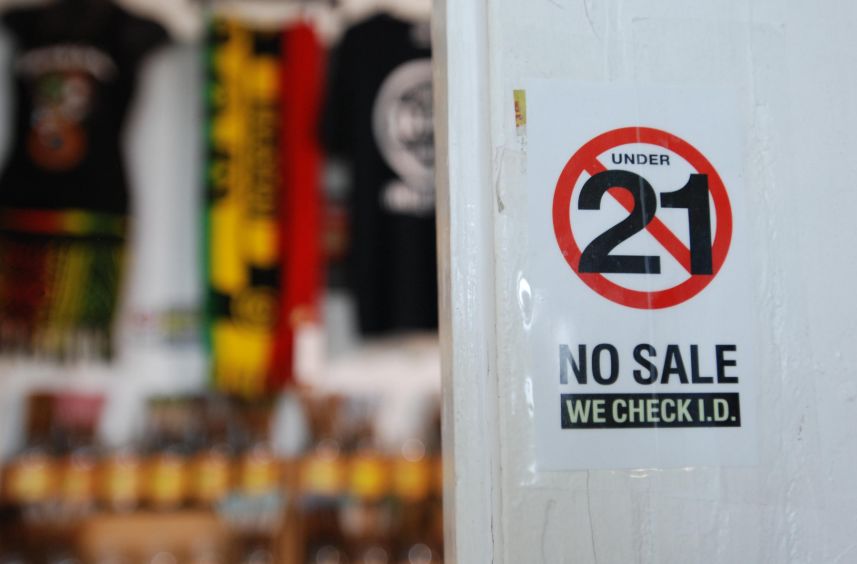 UNDER
21
NO SALE
WE CHECK I.D.